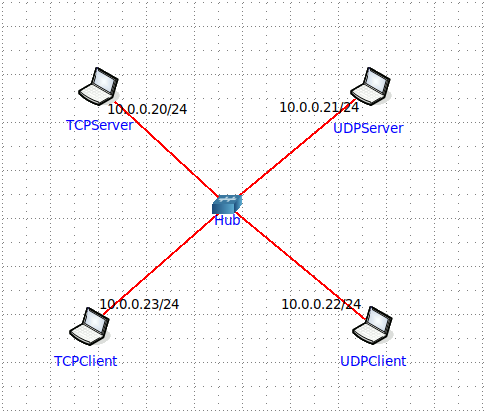 10.0.0.20/24
TCPServer
10.0.0.21/24
UDPServer
Hub
10.0.0.23/24
TCPClient
10.0.0.22/24
UDPClient